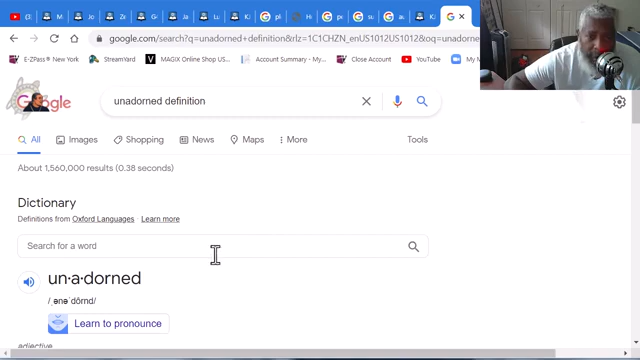 google.com/search?q=unadorned+definition&rlz=1C1CHZN_enUS1012US1012&oq=unadorne
E-ZPass® New York
StreamYard
MAGIX Online Shop US...
Account Summary - My...
Close Account
YouTube
My M
Google
unadorned definition
All
Images
Shopping
News
Maps
More
Tools
About 1,560,000 results (0.38 seconds)
Dictionary
Definitions from Oxford Languages · Learn more
Search for a word
un·a·dorned
/ˌənəˈdôrnd/
Learn to pronounce
adjective